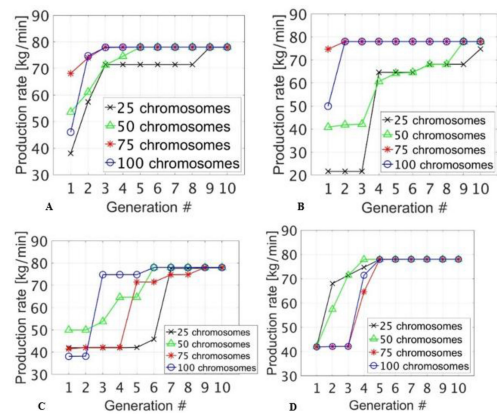 Production rate [kg/min]
90
80
70
60
50
40
30
25 chromosomes
50 chromosomes
75 chromosomes
100 chromosomes
1 2 3 4 5 6 7 8 9 10
A
Generation #
Production rate [kg/min]
90
80
70
60
50
40
30
20
10
25 chromosomes
50 chromosomes
75 chromosomes
100 chromosomes
1 2 3 4 5 6 7 8 9 10
B
Generation #
Production rate [kg/min]
90
80
70
60
50
40
30
25 chromosomes
50 chromosomes
75 chromosomes
100 chromosomes
1 2 3 4 5 6 7 8 9 10
C
Generation #
Production rate [kg/min]
90
80
70
60
50
40
30
25 chromosomes
50 chromosomes
75 chromosomes
100 chromosomes
1 2 3 4 5 6 7 8 9 10
D
Generation #